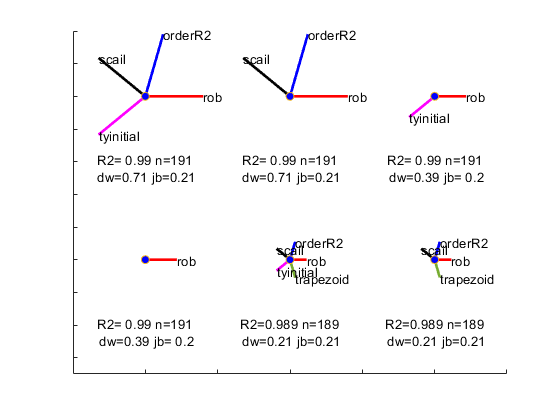 orderR2
scail
rob
tyinitial
R2= 0.99 n=191
dw=0.71 jb=0.21
orderR2
scail
rob
R2= 0.99 n=191
dw=0.71 jb=0.21
rob
tyinitial
R2= 0.99 n=191
dw=0.39 jb= 0.2
rob
R2= 0.99 n=191
dw=0.39 jb= 0.2
orderR2
scail
rob
tyinitial
trapezoid
R2=0.989 n=189
dw=0.21 jb=0.21
orderR2
scail
rob
trapezoid
R2=0.989 n=189
dw=0.21 jb=0.21